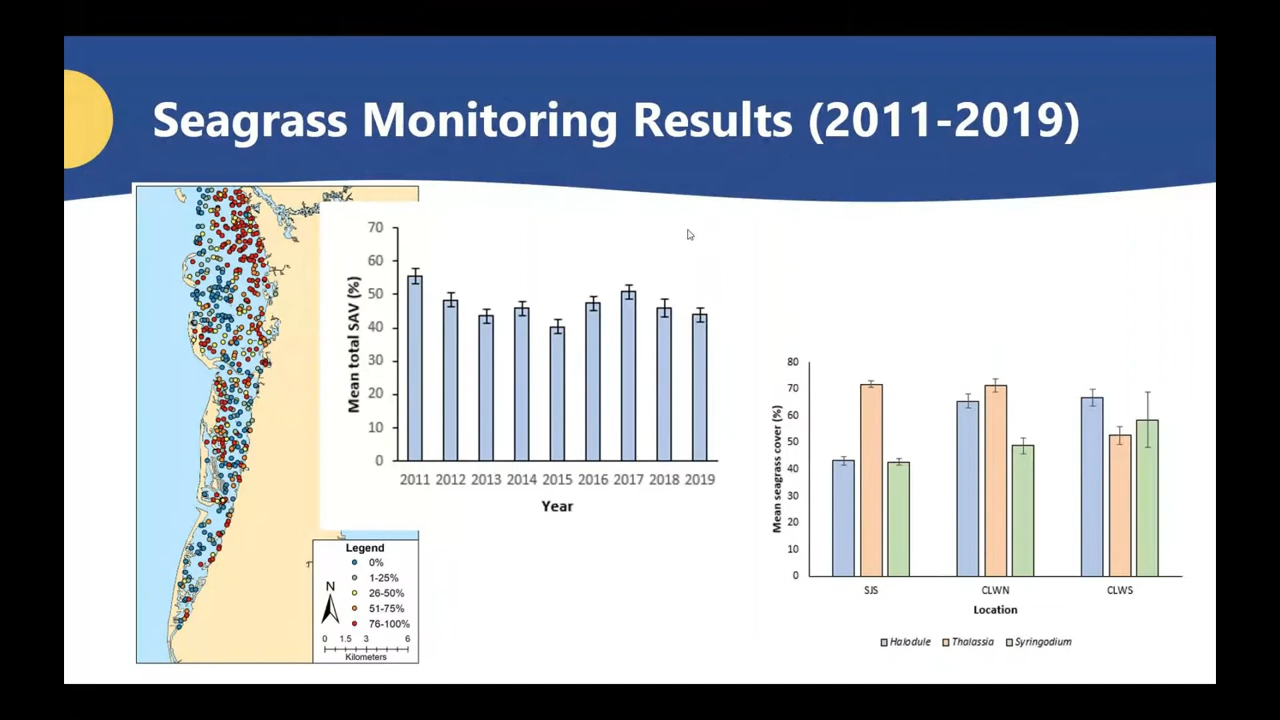 Seagrass Monitoring Results (2011-2019)
Legend
0%
1-25%
26-50%
51-75%
76-100%
N
0 1.5 3 6
Kilometers
Mean total SAV (%)
70
60
50
40
30
20
10
0
2011 2012 2013 2014 2015 2016 2017 2018 2019
Year
Mean seagrass cover (%)
80
70
60
50
40
30
20
10
0
SJS CLWN CLWS
Location
Halodule Thalassia Syringodium